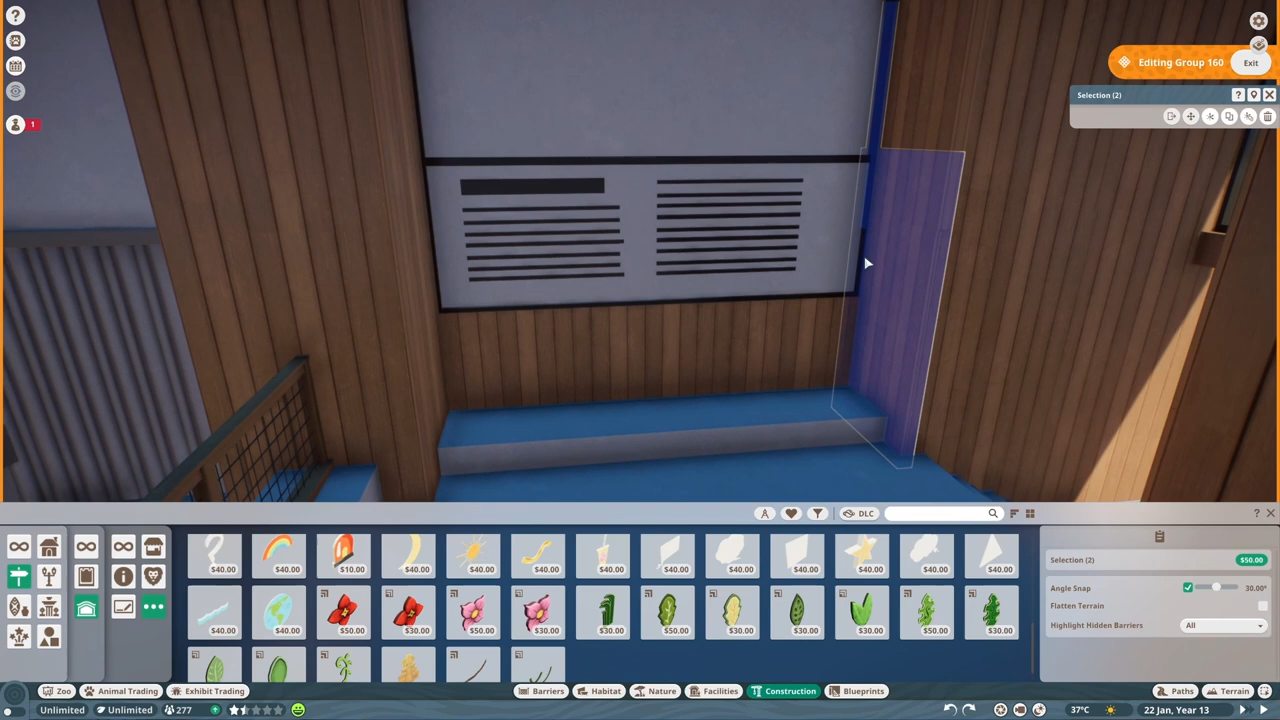 Editing Group 160
Exit
Selection (2)
1
DLC
$40.00 $40.00 $10.00 $40.00 $40.00 $40.00 $40.00 $40.00 $40.00 $40.00 $40.00 $40.00 $40.00
$40.00 $40.00 $50.00 $30.00 $50.00 $30.00 $30.00 $50.00 $30.00 $30.00 $40.00 $50.00 $30.00
Selection (2)
$50.00
Angle Snap
30.00°
Flatten Terrain
Highlight Hidden Barriers
All
Zoo
Animal Trading
Exhibit Trading
Barriers
Habitat
Nature
Facilities
Construction
Blueprints
Paths
Terrain
Unlimited
Unlimited
277
37°C
22 Jan, Year 13